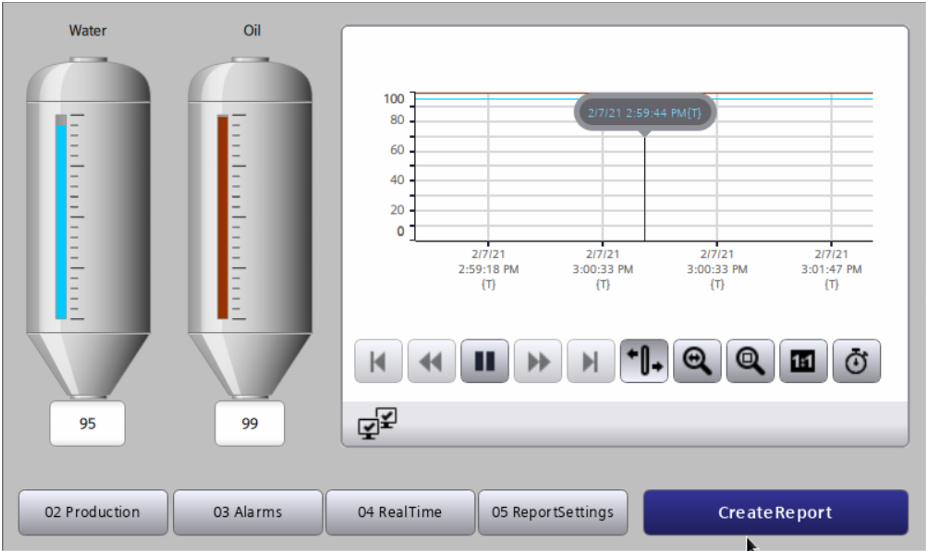 Water
Oil
100
80
60
40
20
0
2/7/21 2:59:44 PM{T}
2/7/21
2:59:18 PM
{T}
2/7/21
3:00:33 PM
{T}
2/7/21
3:00:33 PM
{T}
2/7/21
3:01:47 PM
{T}
1:1
95
99
02 Production
03 Alarms
04 RealTime
05 ReportSettings
CreateReport